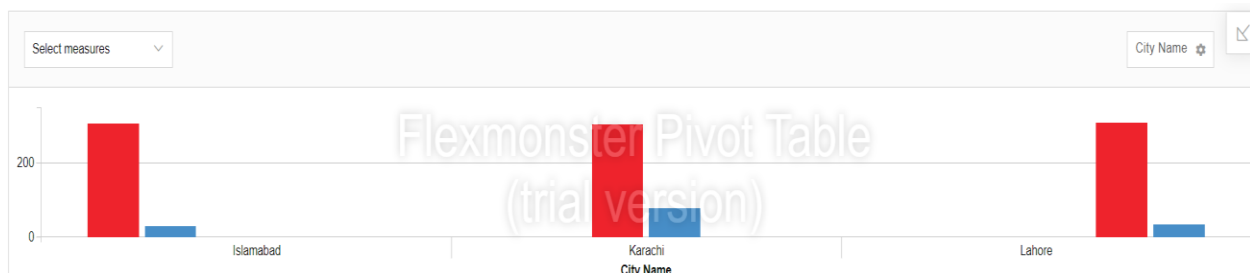 Select measures
City Name
Flexmonster Pivot Table
(trial version)
200
0
Islamabad
Karachi
Lahore
City Name